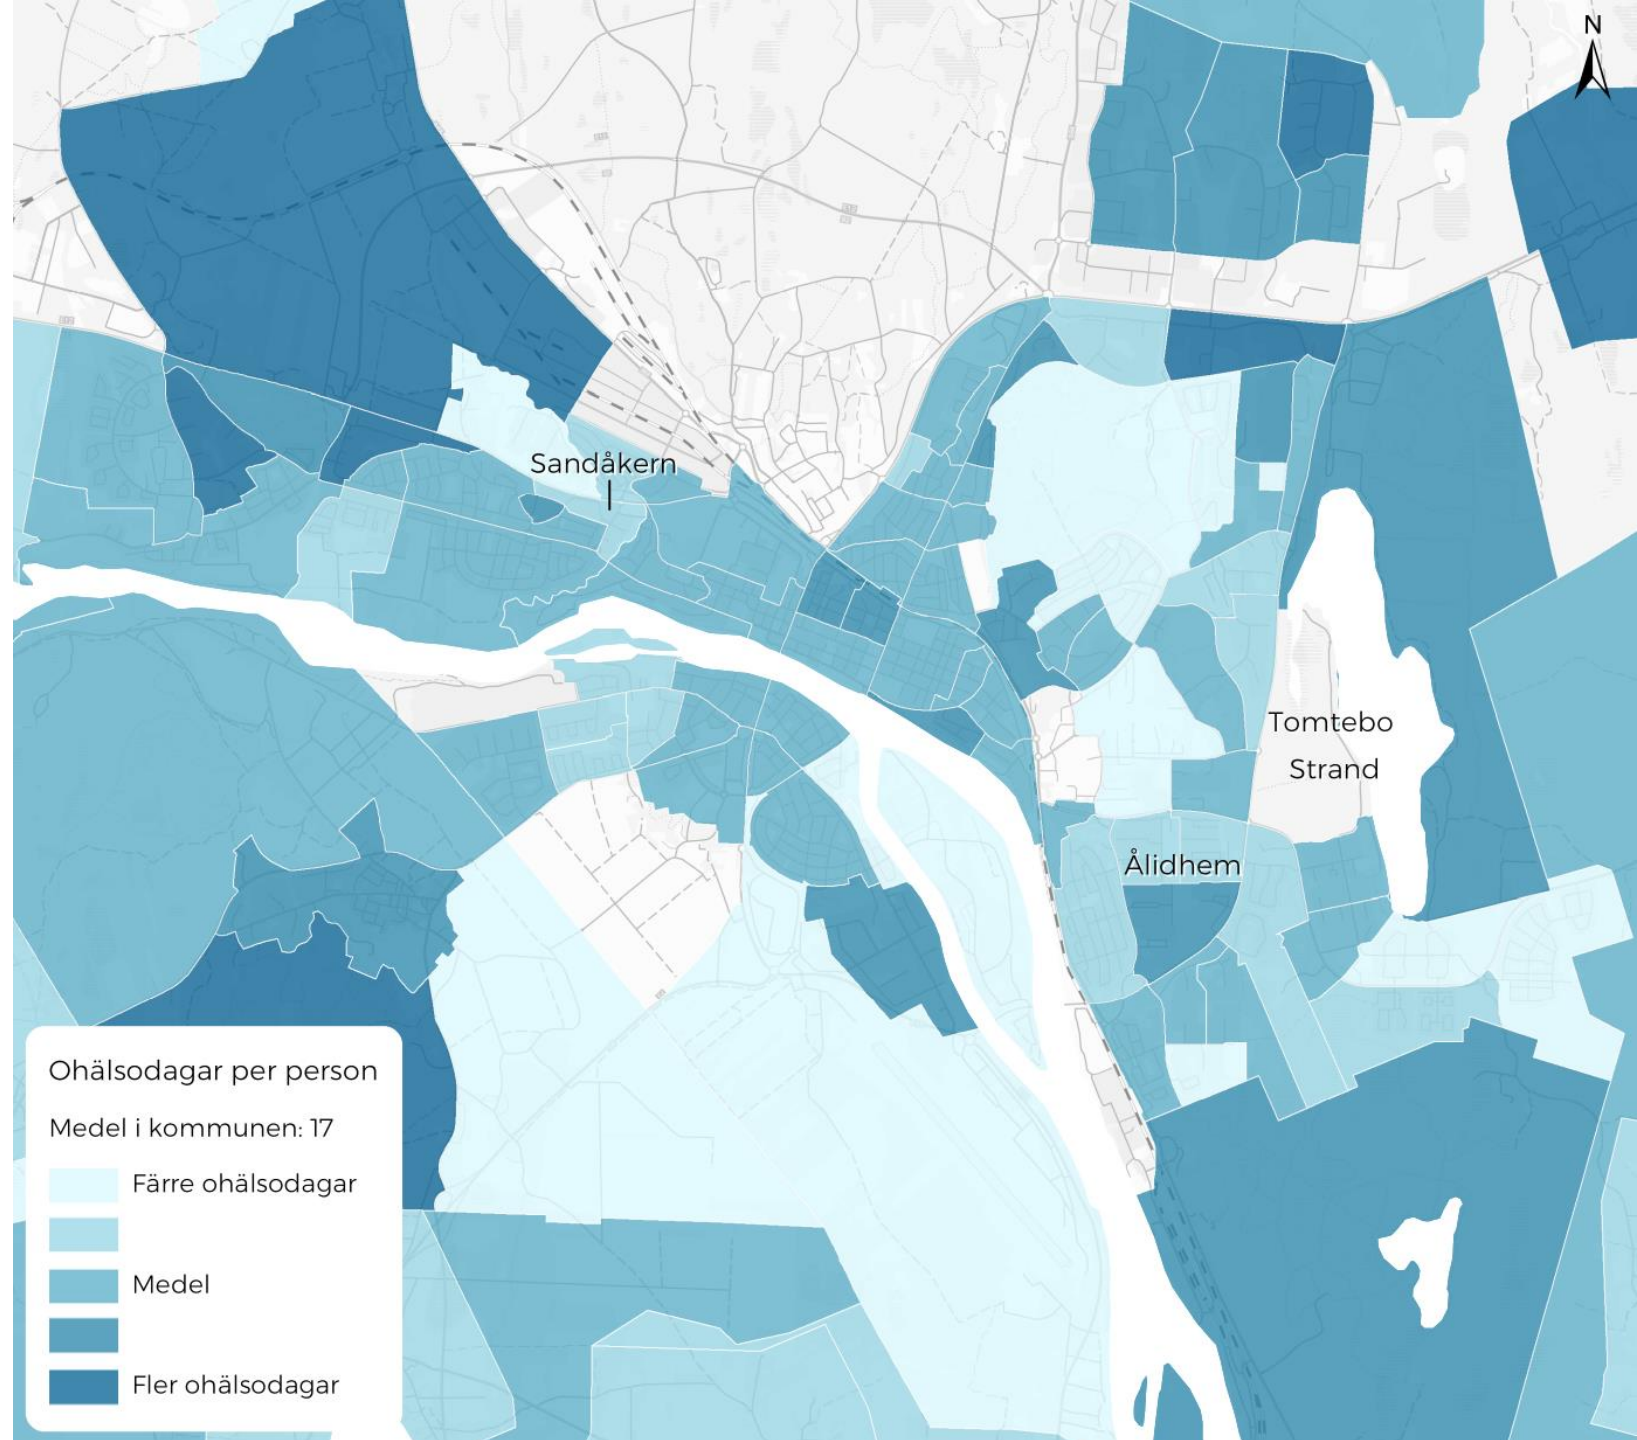 N
Sandåkern
Tomtebo
Strand
Ålidhem
Ohälsodagar per person
Medel i kommunen: 17
Färre ohälsodagar
Medel
Fler ohälsodagar